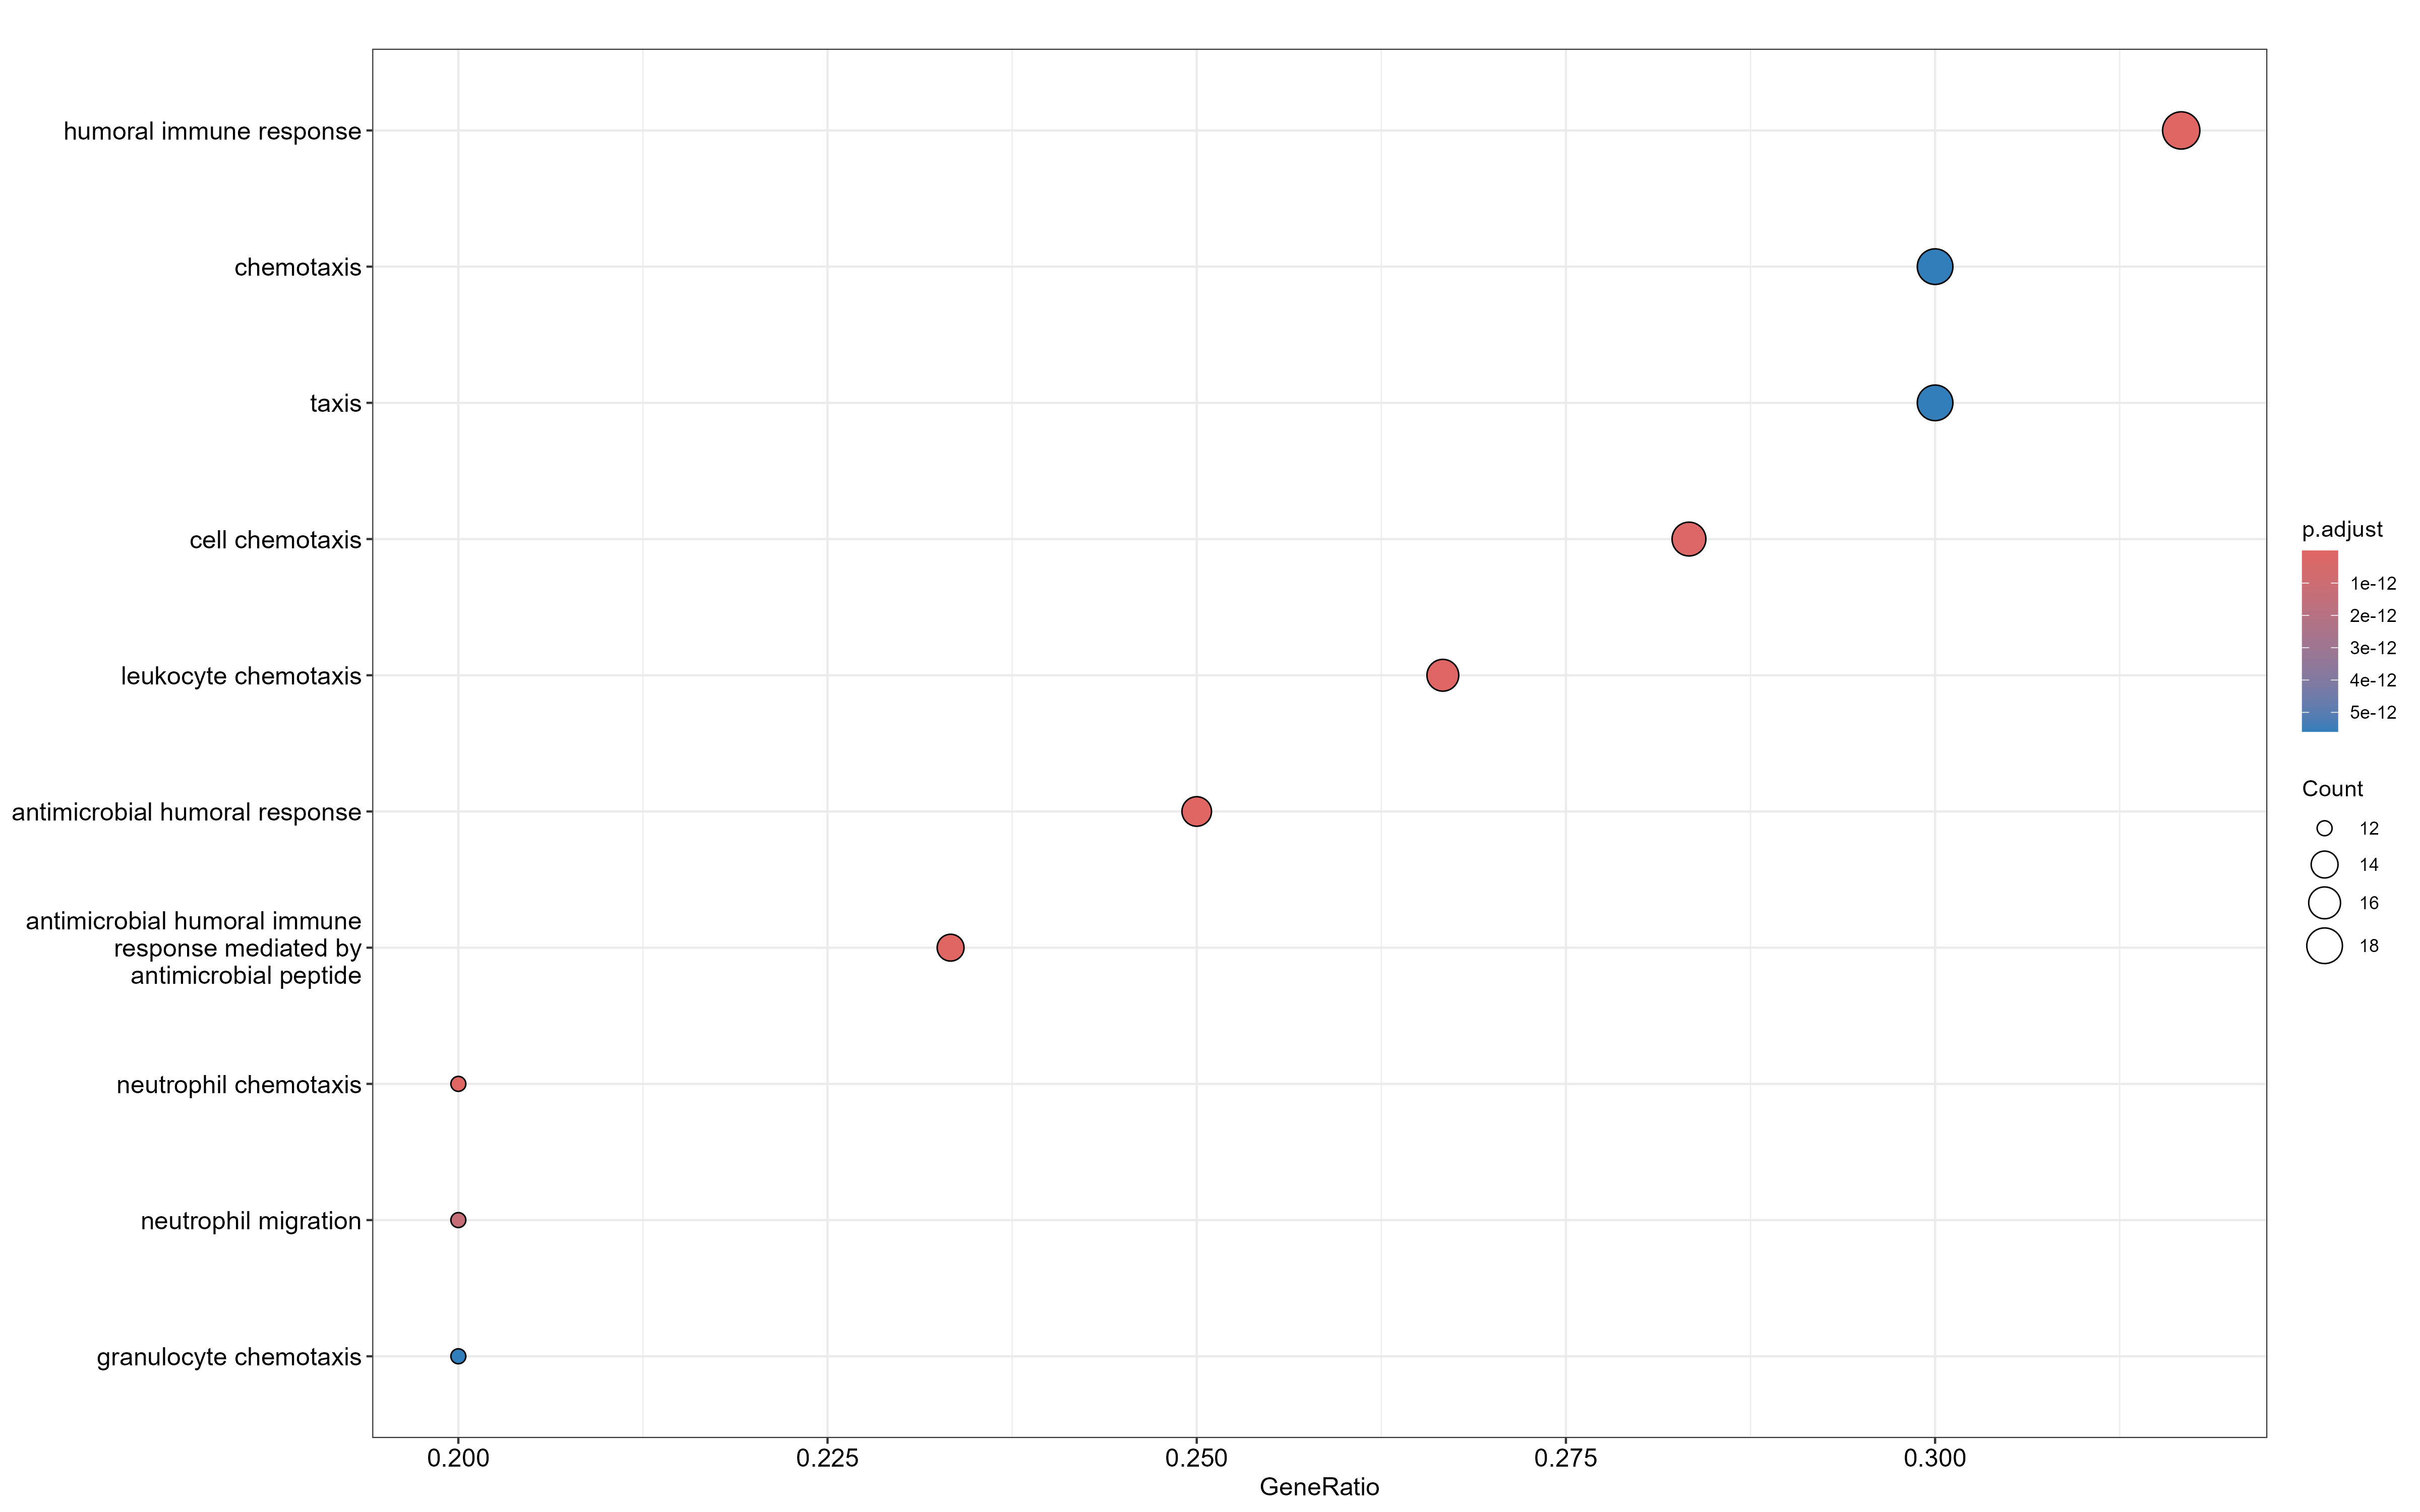 humoral immune response
chemotaxis
taxis
cell chemotaxis
leukocyte chemotaxis
antimicrobial humoral response
antimicrobial humoral immune
response mediated by
antimicrobial peptide
neutrophil chemotaxis
neutrophil migration
granulocyte chemotaxis
0.200
0.225
0.250
0.275
0.300
GeneRatio
p.adjust
1e-12
2e-12
3e-12
4e-12
5e-12
Count
12
14
16
18